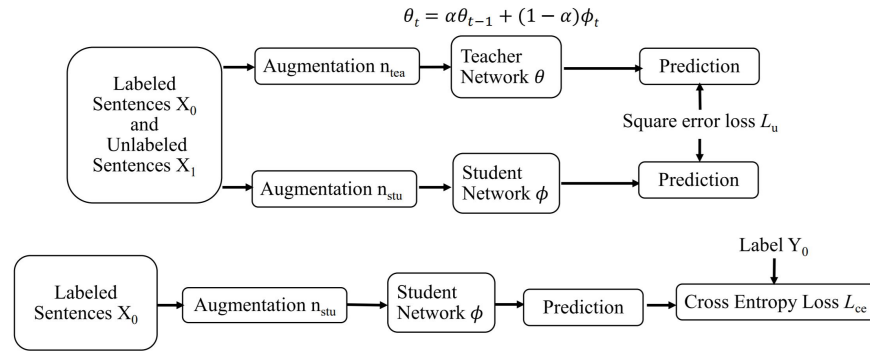 θₜ = αθₜ₋₁ + (1 − α)ϕₜ
Labeled
Sentences X₀
and
Unlabeled
Sentences X₁
Augmentation nₜₑₐ
Teacher
Network θ
Prediction
Square error loss Lᵤ
Augmentation nₛₜᵤ
Student
Network ϕ
Prediction
Label Y₀
Labeled
Sentences X₀
Augmentation nₛₜᵤ
Student
Network ϕ
Prediction
Cross Entropy Loss L_ce